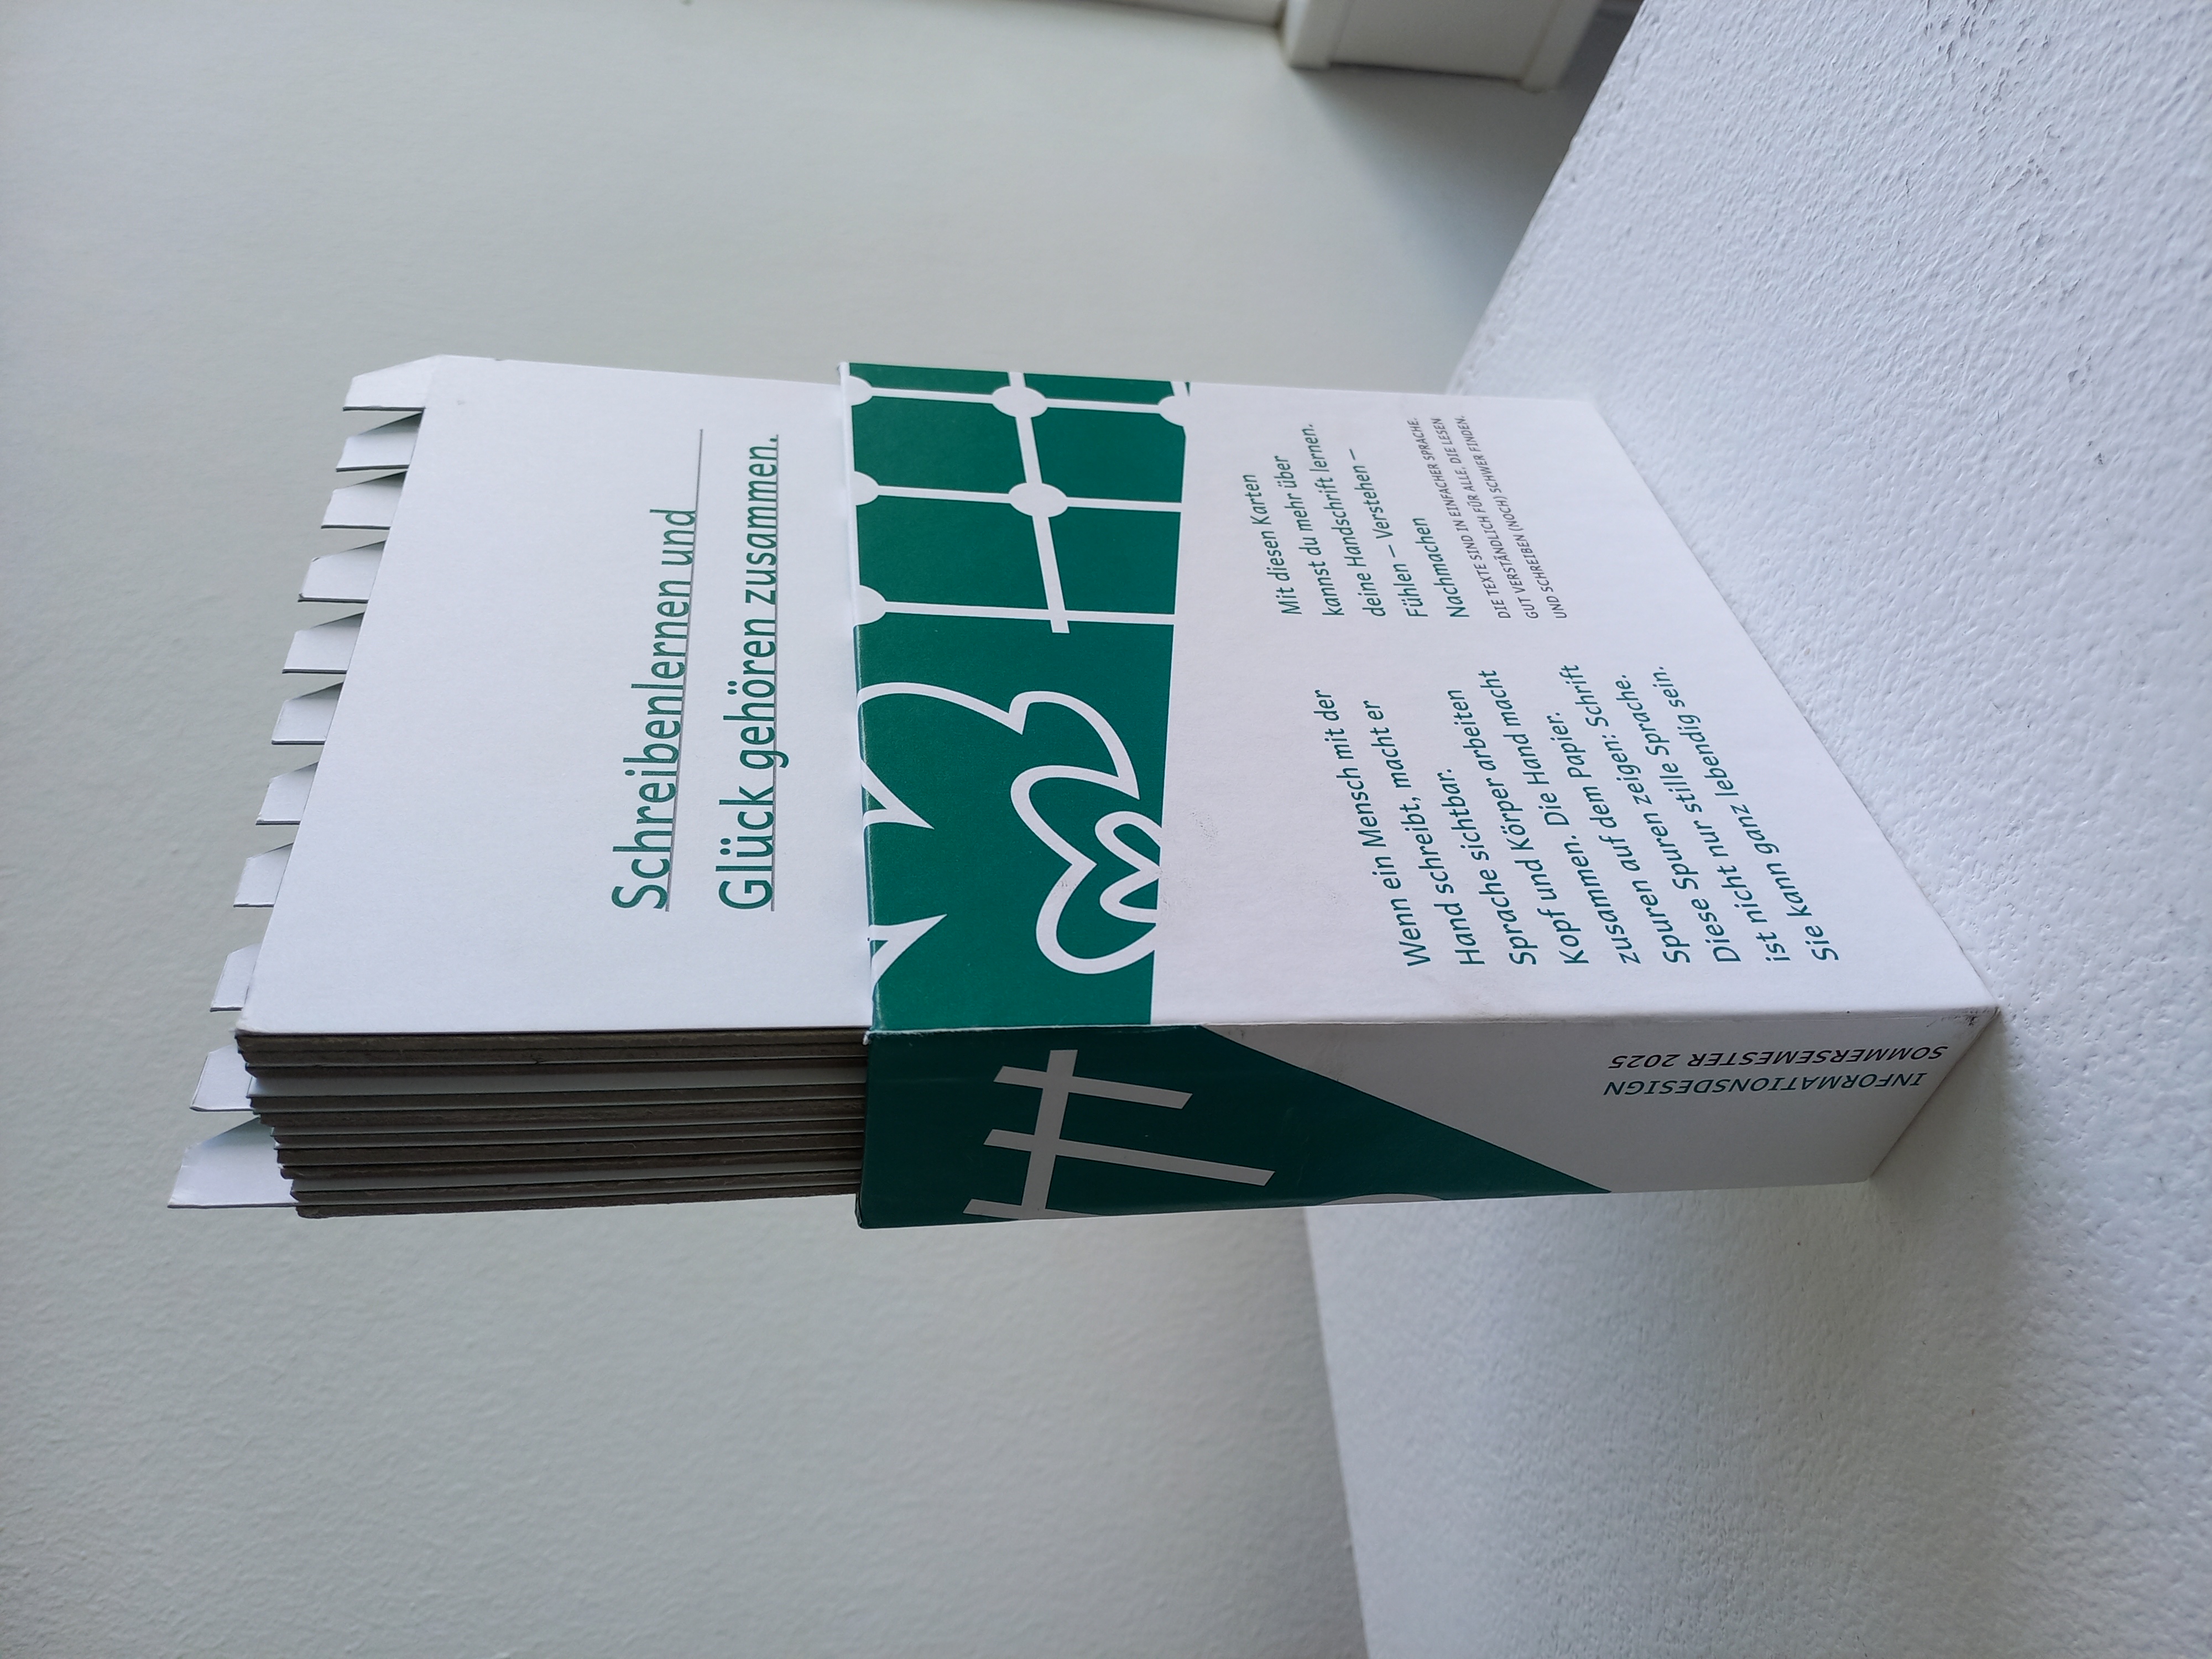 Schreibenlernen und
Glück gehören zusammen.
Wenn ein Mensch mit der
Hand schreibt, macht er
Sprache sichtbar.
Kopf und Körper arbeiten
zusammen. Die Hand macht
Spuren auf dem Papier.
Diese Spuren zeigen: Schrift
ist nicht nur stille Sprache.
Sie kann ganz lebendig sein.
Mit diesen Karten
kannst du mehr über
deine Handschrift lernen.
Fühlen – Verstehen –
Nachmachen
DIE TEXTE SIND IN EINFACHER SPRACHE.
GUT VERSTÄNDLICH FÜR ALLE, DIE LESEN
UND SCHREIBEN (NOCH) SCHWER FINDEN.
INFORMATIONSDESIGN
SOMMERSEMESTER 2025